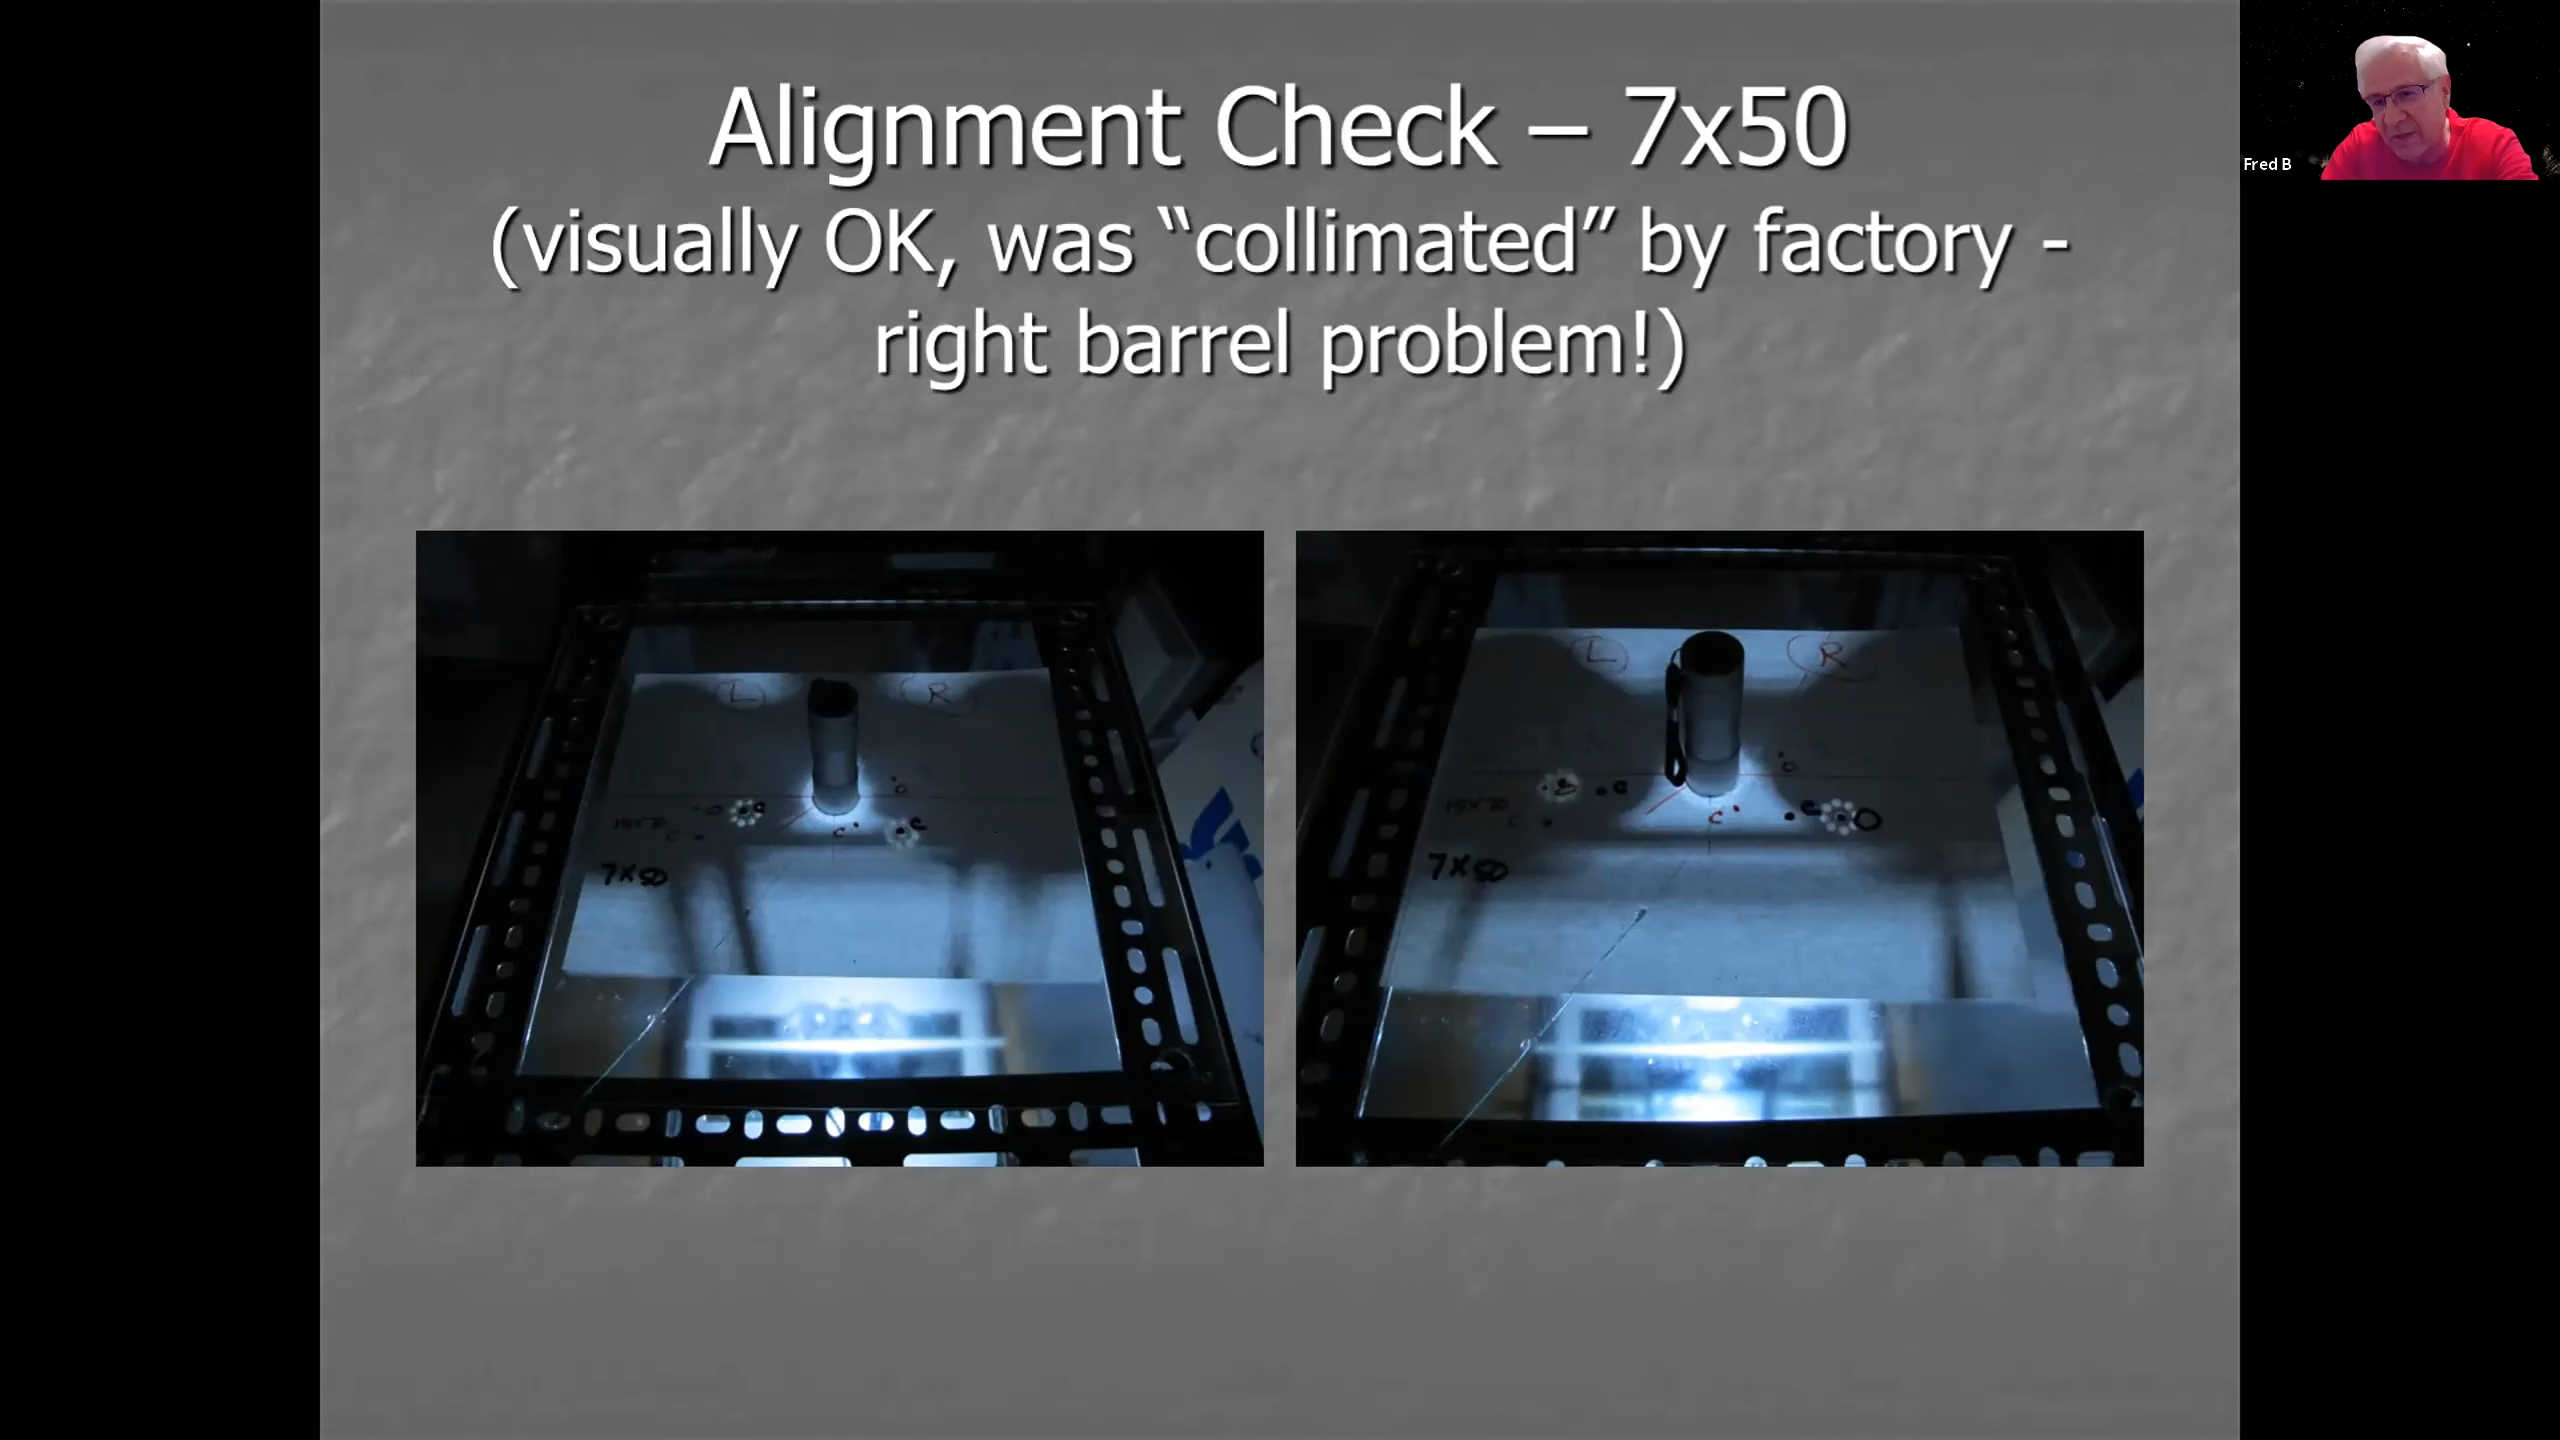 Alignment Check – 7x50
(visually OK, was “collimated” by factory -
right barrel problem!)
Fred B
L R
C
C
C
7x50
L R
C
O
C
7x50